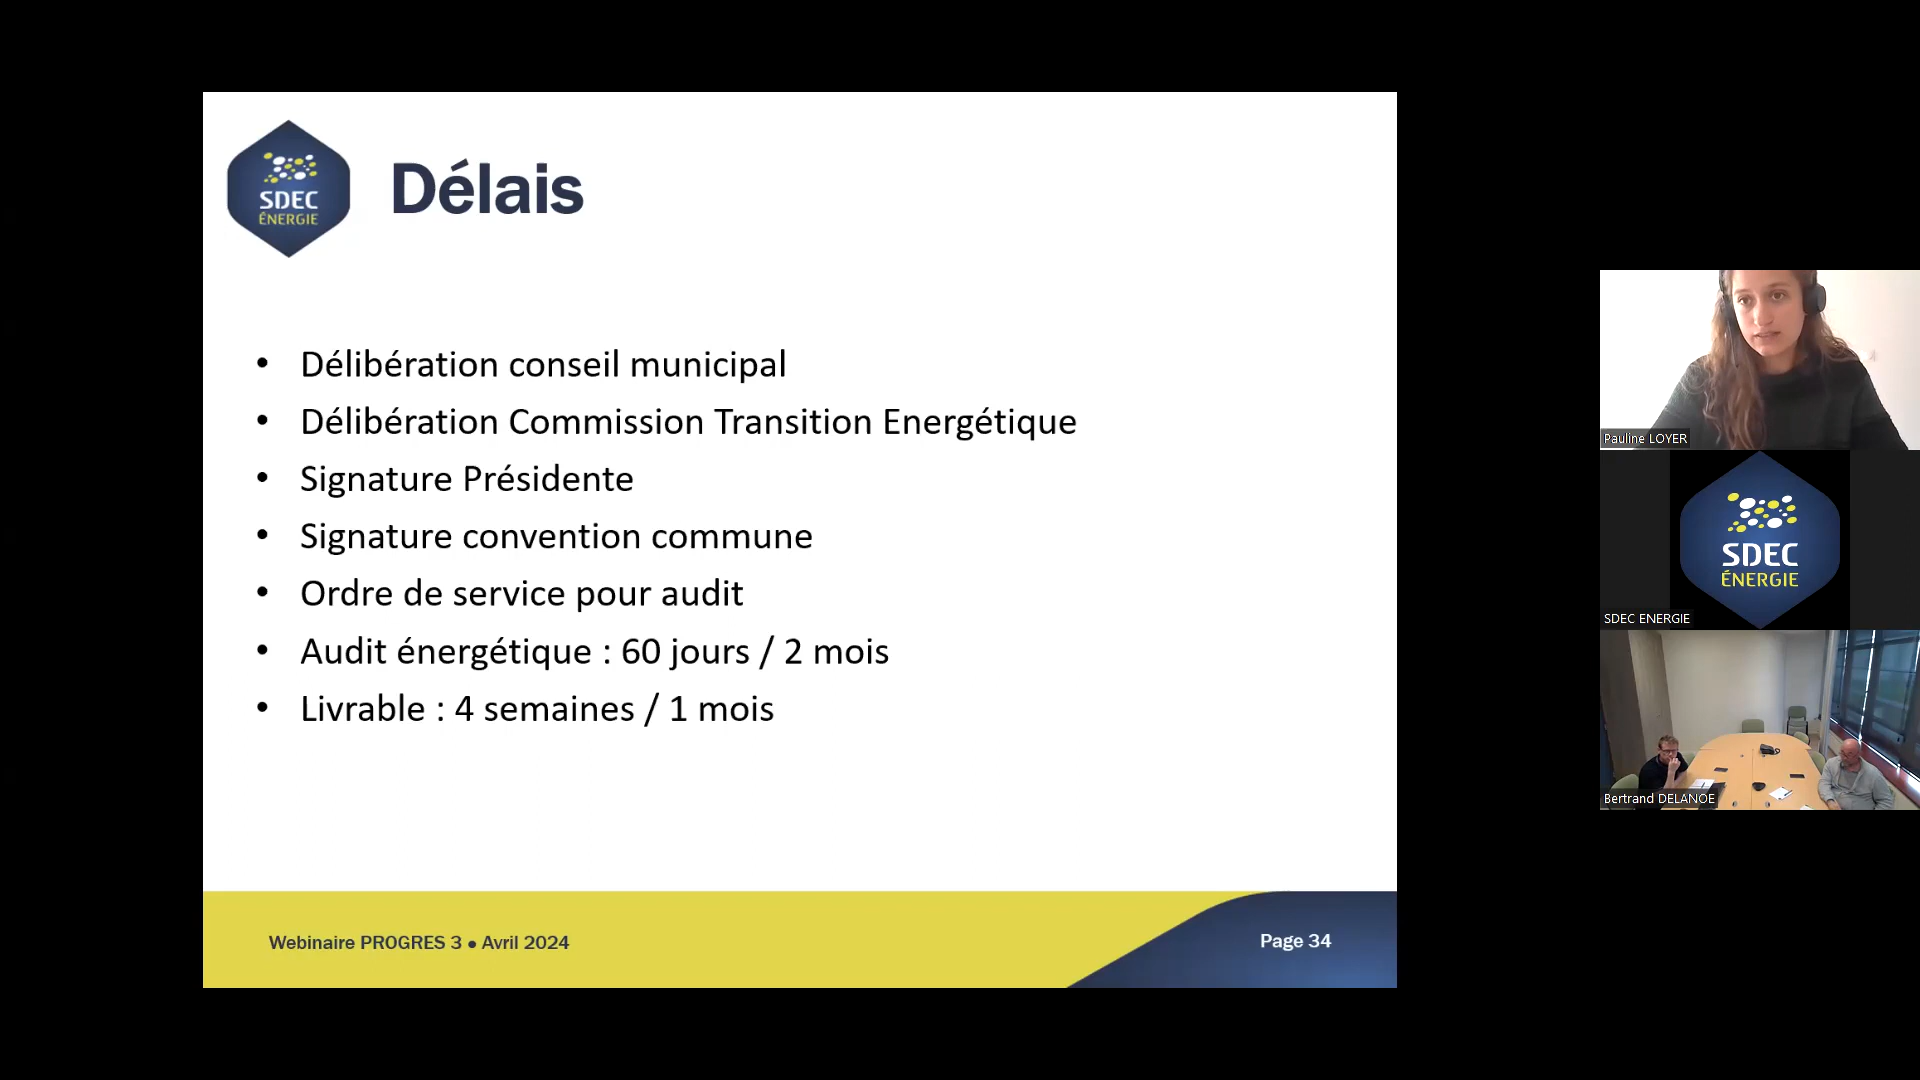 SDEC
ÉNERGIE
Délais
• Délibération conseil municipal
• Délibération Commission Transition Energétique
• Signature Présidente
• Signature convention commune
• Ordre de service pour audit
• Audit énergétique : 60 jours / 2 mois
• Livrable : 4 semaines / 1 mois
Webinaire PROGRES 3 • Avril 2024
Page 34
Pauline LOYER
SDEC
ÉNERGIE
SDEC ENERGIE
Bertrand DELANOE